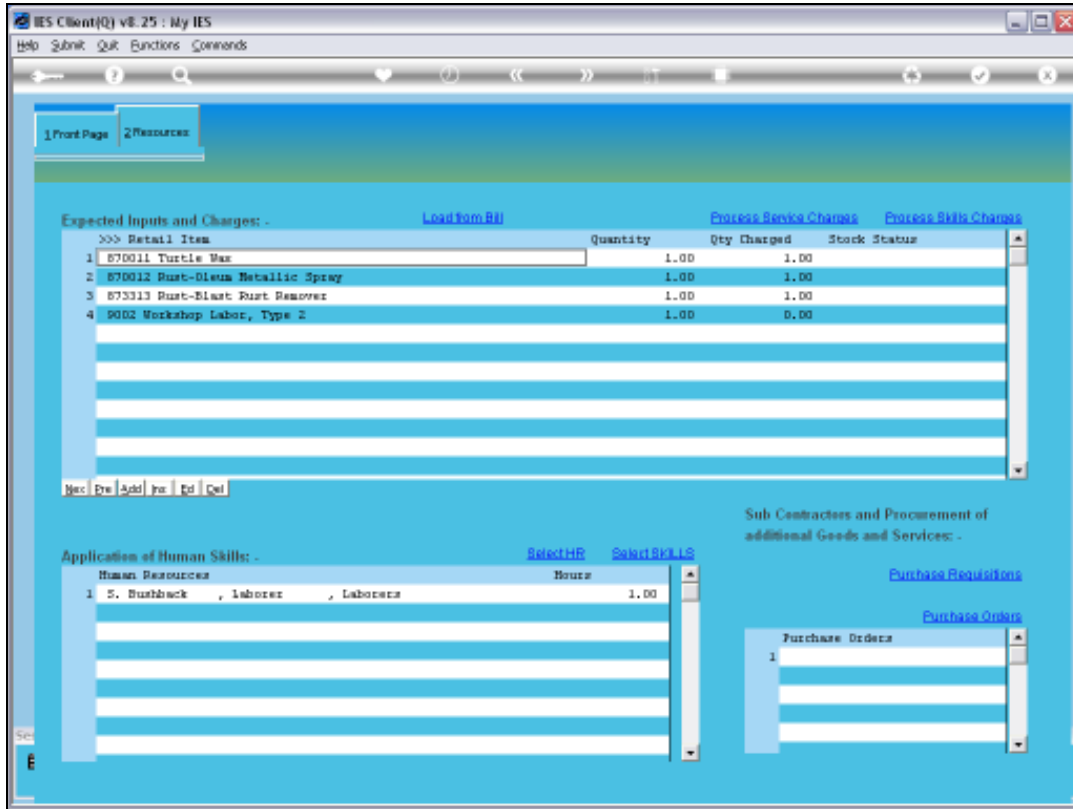 IES Client(Q) v8.25 : My IES
Help Submit Quit Functions Commands
1 Front Page 2 Resources
Expected Inputs and Charges: - Load from Bill Process Service Charges Process Skills Charges
>>> Retail Item Quantity Qty Charged Stock Status
1 870011 Turtle Wax 1.00 1.00
2 870012 Rust-Oleum Metallic Spray 1.00 1.00
3 873313 Rust-Blast Rust Remover 1.00 1.00
4 9002 Workshop Labor, Type 2 1.00 0.00
Nex Pre Add Ins Ed Del
Sub Contractors and Procurement of
additional Goods and Services: -
Application of Human Skills: - Select HR Select SKILLS
Human Resources Hours
Purchase Requisitions
1 S. Bushback , laborer , Laborers 1.00
Purchase Orders
Purchase Orders
1